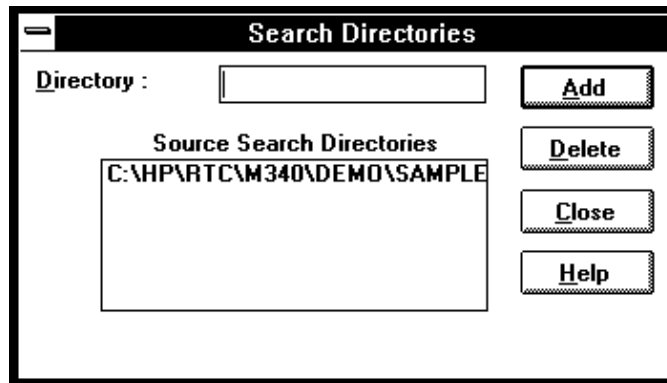 Search Directories
Directory :
Add
Source Search Directories
Delete
C:\HP\RTC\M340\DEMO\SAMPLE
Close
Help